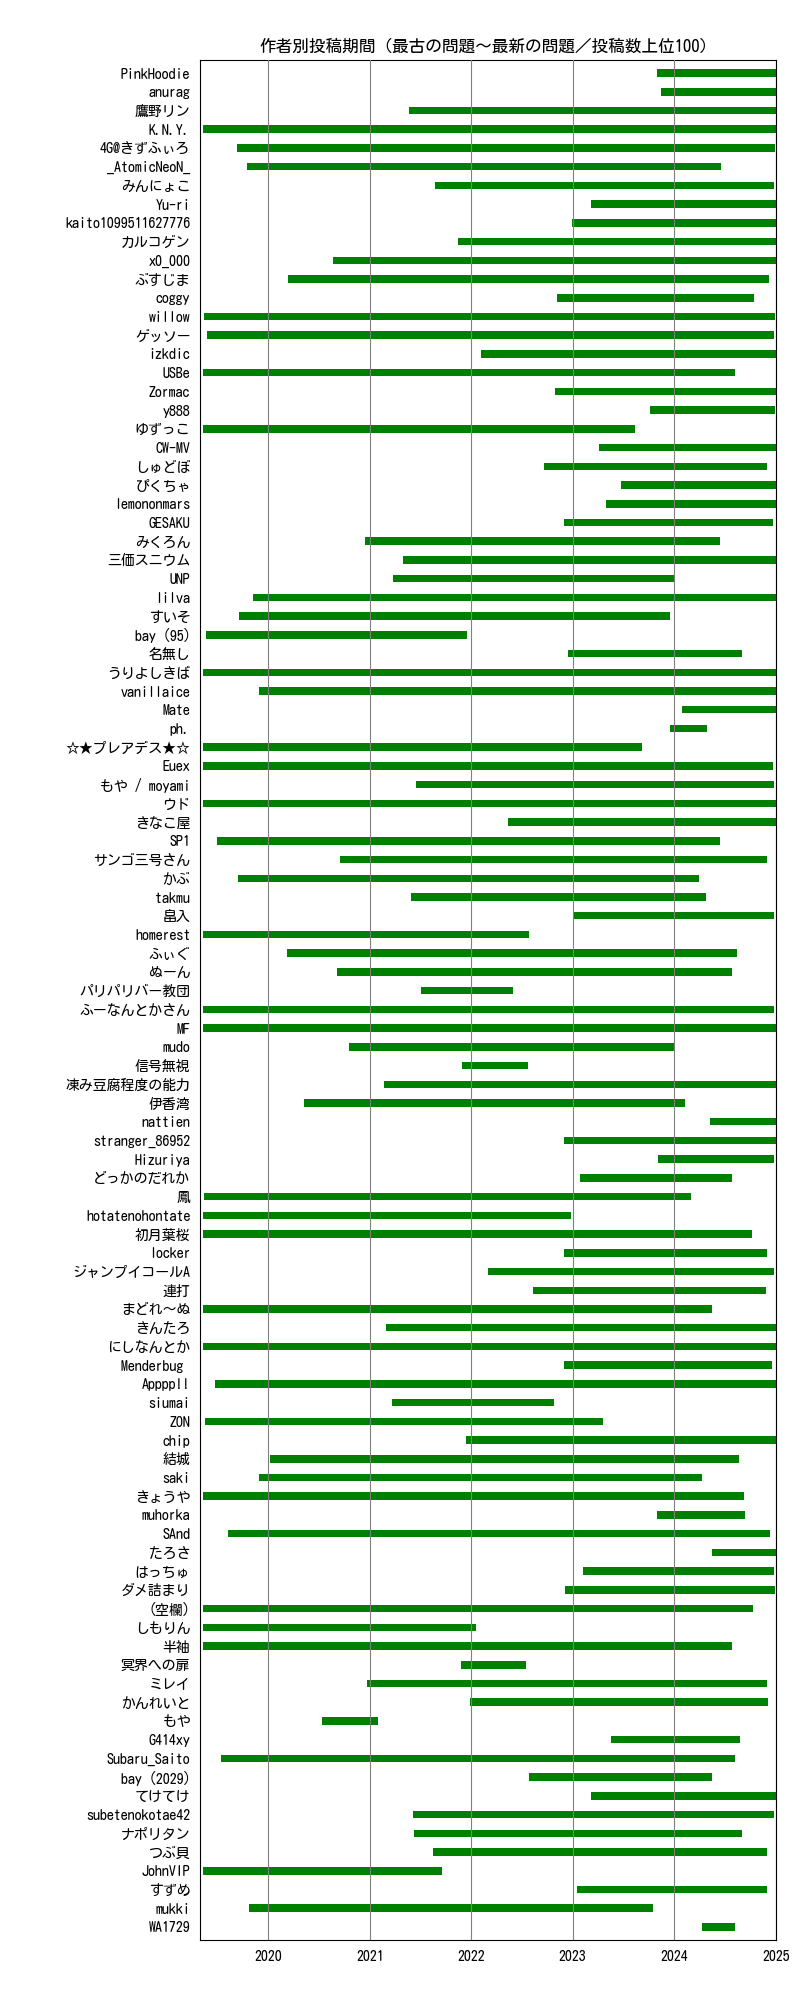 作者別投稿期間（最古の問題～最新の問題／投稿数上位100）
PinkHoodie
anurag
鷹野リン
K.N.Y.
4G@きずふぃろ
_AtomicNeoN_
みんにょこ
Yu-ri
kaito1099511627776
カルコゲン
x0_000
ぷすじま
coggy
willow
ゲッソー
izkdic
USBe
Zormac
y888
ゆずっこ
CW-MV
しゅどぼ
ぴくちゃ
lemononmars
GESAKU
みくろん
三価スニウム
UNP
lilva
すいそ
bay (95)
名無し
うりよしきば
vanillaice
Mate
ph.
☆★プレアデス★☆
Euex
もや / moyami
ウド
きなこ屋
SP1
サンゴ三号さん
かぶ
takmu
畠入
homerest
ふぃぐ
ぬーん
パリパリバー教団
ふーなんとかさん
MF
mudo
信号無視
凍み豆腐程度の能力
伊香湾
nattien
stranger_86952
Hizuriya
どっかのだれか
鳳
hotatenohontate
初月葉桜
locker
ジャンプイコールA
連打
まどれ～ぬ
きんたろ
にしなんとか
Menderbug
Appppll
siumai
ZON
chip
結城
saki
きょうや
muhorka
SAnd
たろさ
はっちゅ
ダメ詰まり
(空欄)
しもりん
半袖
冥界への扉
ミレイ
かんれいと
もや
G414xy
Subaru_Saito
bay (2029)
てけてけ
subetenokotae42
ナポリタン
つぶ貝
JohnVIP
すずめ
mukki
WA1729
2020 2021 2022 2023 2024 2025